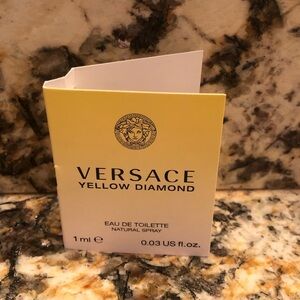 VERSACE
YELLOW DIAMOND
EAU DE TOILETTE
NATURAL SPRAY
1 ml ℮ 0.03 US fl.oz.